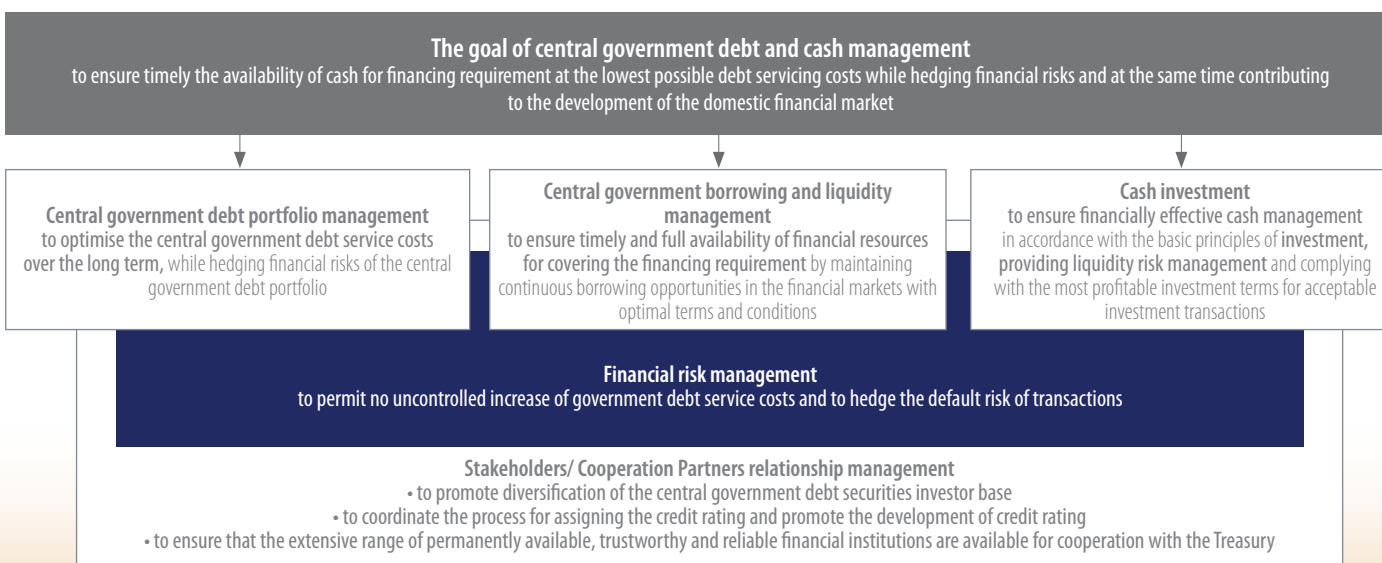 The goal of central government debt and cash management
to ensure timely the availability of cash for financing requirement at the lowest possible debt servicing costs while hedging financial risks and at the same time contributing
to the development of the domestic financial market
Central government debt portfolio management
to optimise the central government debt service costs
over the long term, while hedging financial risks of the central
government debt portfolio
Central government borrowing and liquidity
management
to ensure timely and full availability of financial resources
for covering the financing requirement by maintaining
continuous borrowing opportunities in the financial markets with
optimal terms and conditions
Cash investment
to ensure financially effective cash management
in accordance with the basic principles of investment,
providing liquidity risk management and complying
with the most profitable investment terms for acceptable
investment transactions
Financial risk management
to permit no uncontrolled increase of government debt service costs and to hedge the default risk of transactions
Stakeholders/ Cooperation Partners relationship management
• to promote diversification of the central government debt securities investor base
• to coordinate the process for assigning the credit rating and promote the development of credit rating
• to ensure that the extensive range of permanently available, trustworthy and reliable financial institutions are available for cooperation with the Treasury